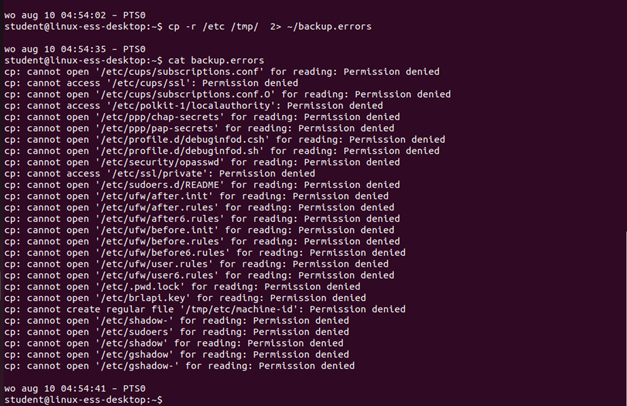 wo aug 10 04:54:02 - PTS0
student@linux-ess-desktop:~$ cp -r /etc /tmp/  2> ~/backup.errors
wo aug 10 04:54:35 - PTS0
student@linux-ess-desktop:~$ cat backup.errors
cp: cannot open '/etc/cups/subscriptions.conf' for reading: Permission denied
cp: cannot access '/etc/cups/ssl': Permission denied
cp: cannot open '/etc/cups/subscriptions.conf.O' for reading: Permission denied
cp: cannot access '/etc/polkit-1/localauthority': Permission denied
cp: cannot open '/etc/ppp/chap-secrets' for reading: Permission denied
cp: cannot open '/etc/ppp/pap-secrets' for reading: Permission denied
cp: cannot open '/etc/profile.d/debuginfod.csh' for reading: Permission denied
cp: cannot open '/etc/profile.d/debuginfod.sh' for reading: Permission denied
cp: cannot open '/etc/security/opasswd' for reading: Permission denied
cp: cannot access '/etc/ssl/private': Permission denied
cp: cannot open '/etc/sudoers.d/README' for reading: Permission denied
cp: cannot open '/etc/ufw/after.init' for reading: Permission denied
cp: cannot open '/etc/ufw/after.rules' for reading: Permission denied
cp: cannot open '/etc/ufw/after6.rules' for reading: Permission denied
cp: cannot open '/etc/ufw/before.init' for reading: Permission denied
cp: cannot open '/etc/ufw/before.rules' for reading: Permission denied
cp: cannot open '/etc/ufw/before6.rules' for reading: Permission denied
cp: cannot open '/etc/ufw/user.rules' for reading: Permission denied
cp: cannot open '/etc/ufw/user6.rules' for reading: Permission denied
cp: cannot open '/etc/.pwd.lock' for reading: Permission denied
cp: cannot open '/etc/brlapi.key' for reading: Permission denied
cp: cannot create regular file '/tmp/etc/machine-id': Permission denied
cp: cannot open '/etc/shadow-' for reading: Permission denied
cp: cannot open '/etc/sudoers' for reading: Permission denied
cp: cannot open '/etc/shadow' for reading: Permission denied
cp: cannot open '/etc/gshadow' for reading: Permission denied
cp: cannot open '/etc/gshadow-' for reading: Permission denied
wo aug 10 04:54:41 - PTS0
student@linux-ess-desktop:~$